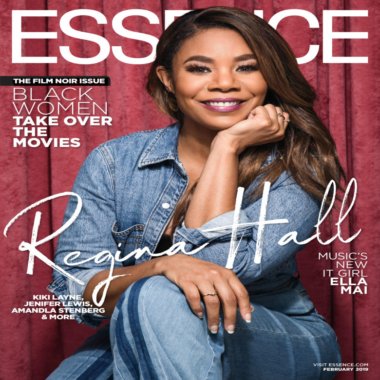 ESSENCE
THE FILM NOIR ISSUE
BLACK
WOMEN
TAKE OVER
THE
MOVIES
Regina Hall
MUSIC'S
NEW
IT GIRL
ELLA
MAI
KIKI LAYNE,
JENIFER LEWIS,
AMANDLA STENBERG
& MORE
VISIT ESSENCE.COM
FEBRUARY 2019